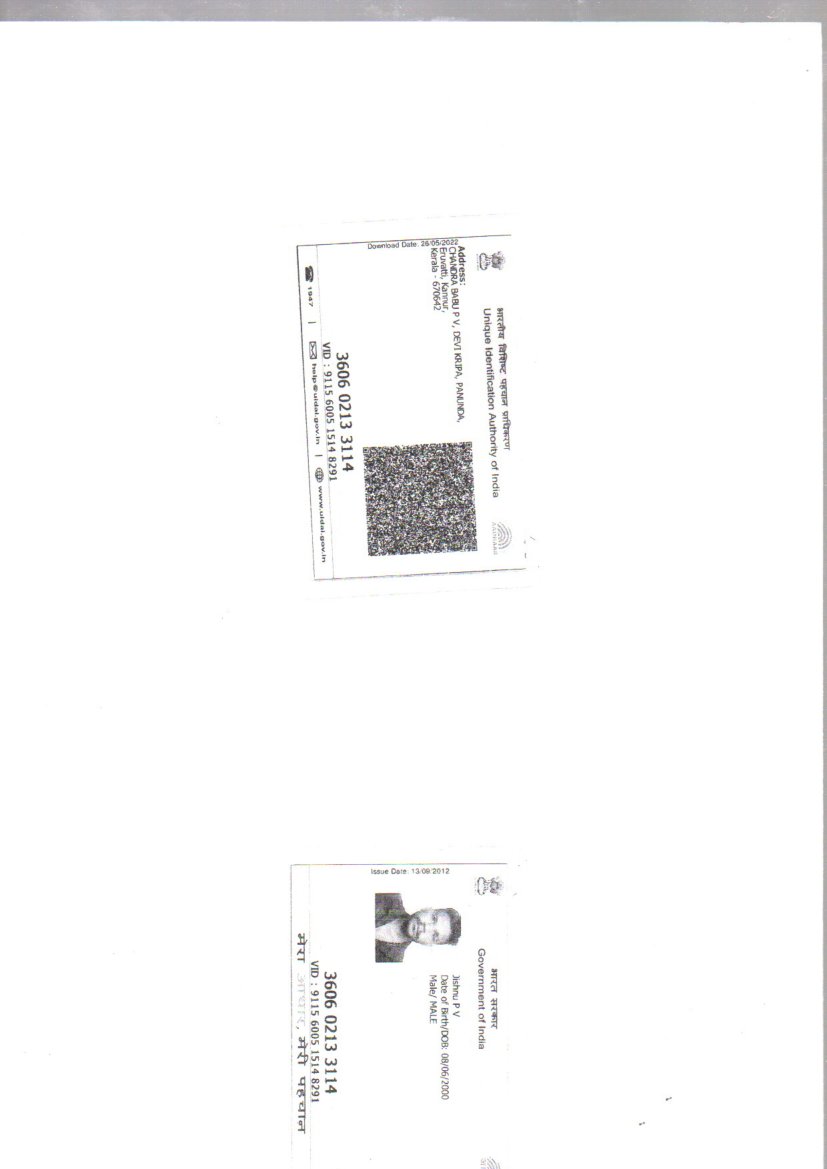 भारतीय विशिष्ट पहचान प्राधिकरण
Unique Identification Authority of India
AADHAAR
Address:
CHANDRA BABU P V, DEVI KRIPA, PANUNDA,
Eruvatti, Kannur,
Kerala - 670642
Download Date: 26/05/2022
3606 0213 3114
VID : 9115 6005 1514 8291
1947 | help@uidai.gov.in | www.uidai.gov.in
भारत सरकार
Government of India
Issue Date: 13/09/2012
Jishnu P V
Date of Birth/DOB: 08/06/2000
Male/ MALE
3606 0213 3114
VID : 9115 6005 1514 8291
मेरा आधार, मेरी पहचान